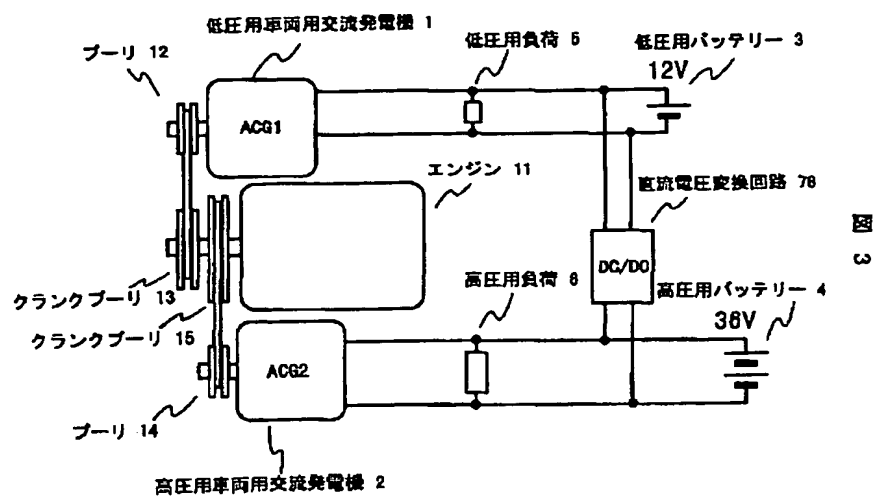 低圧用車両用交流発電機 1
低圧用負荷 5
低圧用バッテリー 3
プーリ 12
12V
ACG1
エンジン 11
直流電圧変換回路 76
図 3
DC/DC
クランクプーリ 13
高圧用負荷 6
高圧用バッテリー 4
クランクプーリ 15
36V
ACG2
プーリ 14
高圧用車両用交流発電機 2